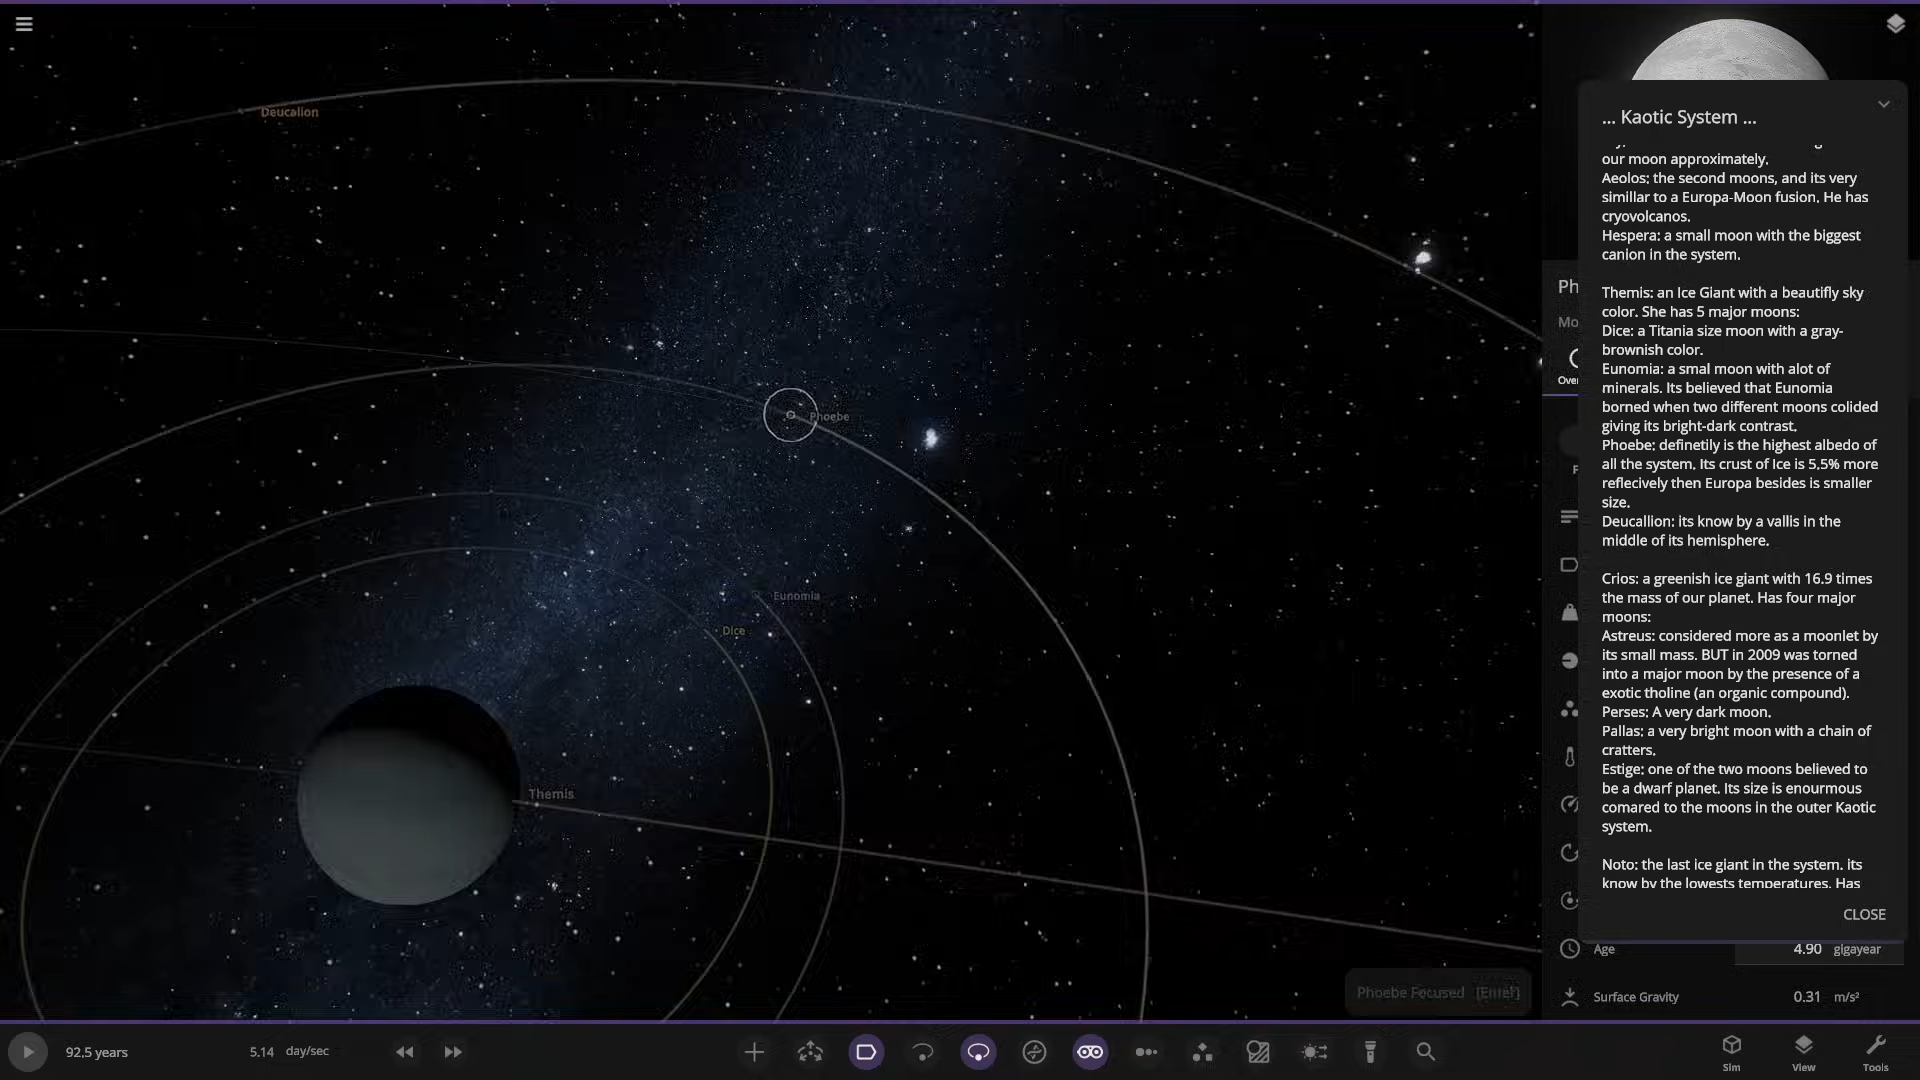 Deucalion
Phoebe
Eunomia
Dice
Themis
... Kaotic System ...
our moon approximately.
Aeolos: the second moons, and its very
simillar to a Europa-Moon fusion. He has
cryovolcanos.
Hespera: a small moon with the biggest
canion in the system.
Themis: an Ice Giant with a beautifly sky
color. She has 5 major moons:
Dice: a Titania size moon with a gray-
brownish color.
Eunomia: a smal moon with alot of
minerals. Its believed that Eunomia
borned when two different moons colided
giving its bright-dark contrast.
Phoebe: definetily is the highest albedo of
all the system. Its crust of Ice is 5.5% more
reflecively then Europa besides is smaller
size.
Deucallion: its know by a vallis in the
middle of its hemisphere.
Crios: a greenish ice giant with 16.9 times
the mass of our planet. Has four major
moons:
Astreus: considered more as a moonlet by
its small mass. BUT in 2009 was torned
into a major moon by the presence of a
exotic tholine (an organic compound).
Perses: A very dark moon.
Pallas: a very bright moon with a chain of
cratters.
Estige: one of the two moons believed to
be a dwarf planet. Its size is enourmous
comared to the moons in the outer Kaotic
system.
Noto: the last ice giant in the system. its
know by the lowests temperatures. Has
CLOSE
Ph
Mo
Over
Age 4.90 gigayear
Surface Gravity 0.31 m/s²
Phoebe Focused [Enter]
92.5 years 5.14 day/sec
Sim View Tools